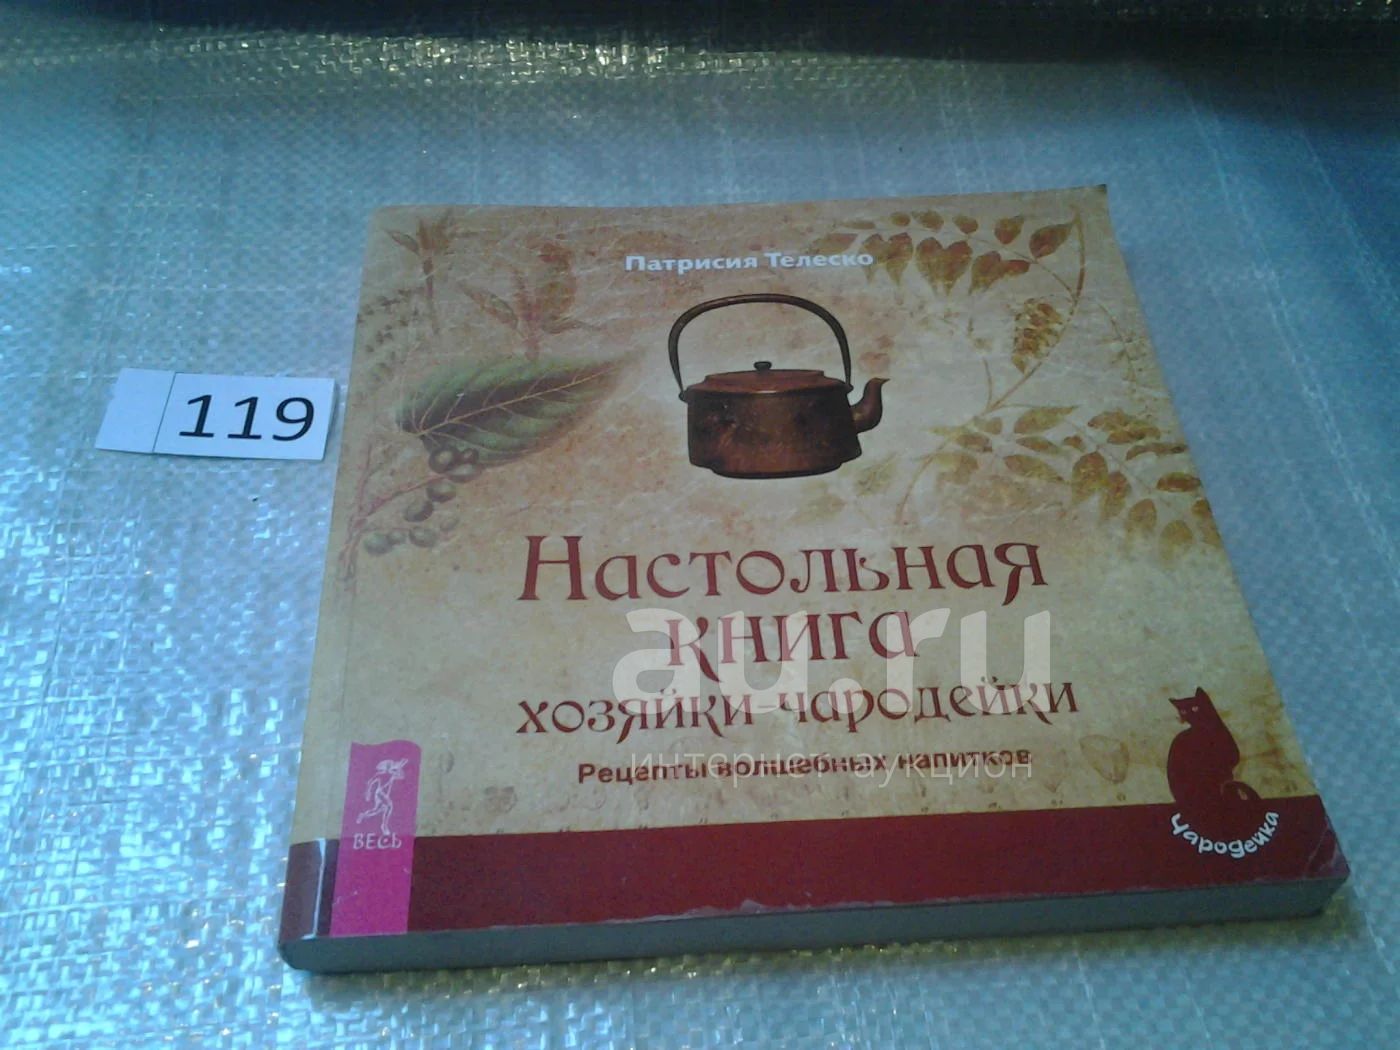 Патрисия Телеско
119
Настольная
книга
хозяйки-чародейки
Рецепты волшебных напитков
au.ru
интернет аукцион
ВЕСЬ
Чародейка